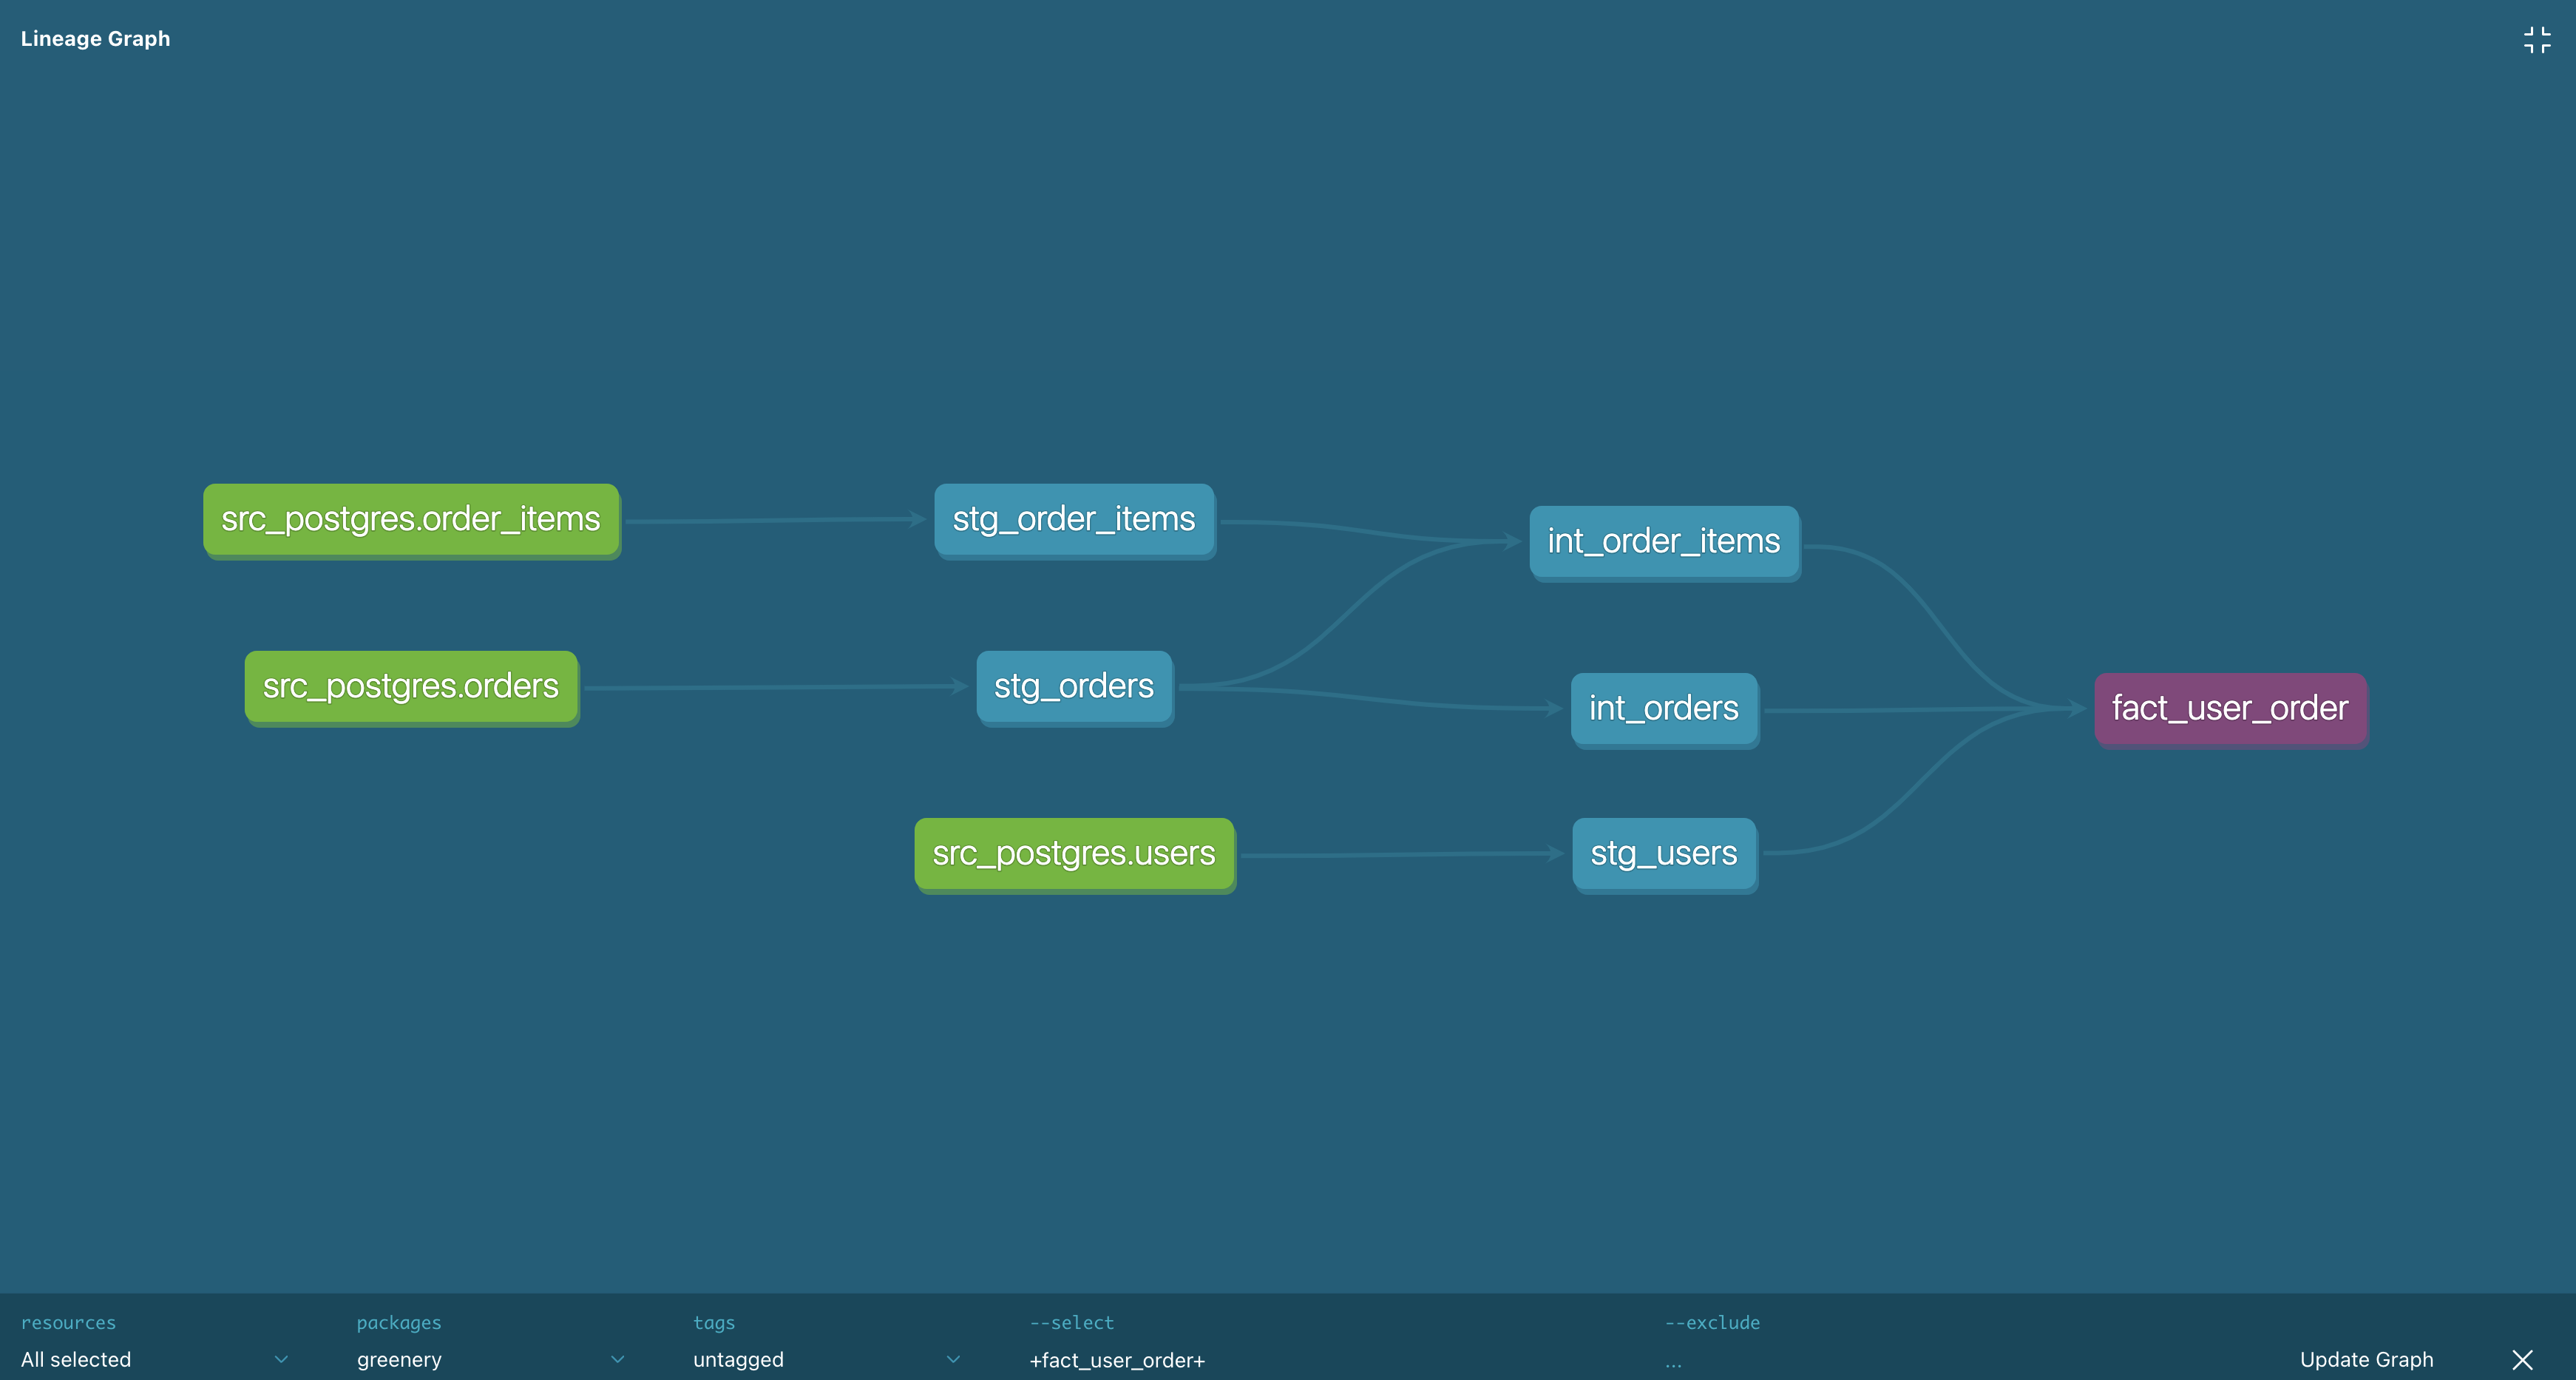 Lineage Graph
src_postgres.order_items
stg_order_items
int_order_items
src_postgres.orders
stg_orders
int_orders
fact_user_order
src_postgres.users
stg_users
resources
packages
tags
--select
--exclude
All selected
greenery
untagged
+fact_user_order+
...
Update Graph